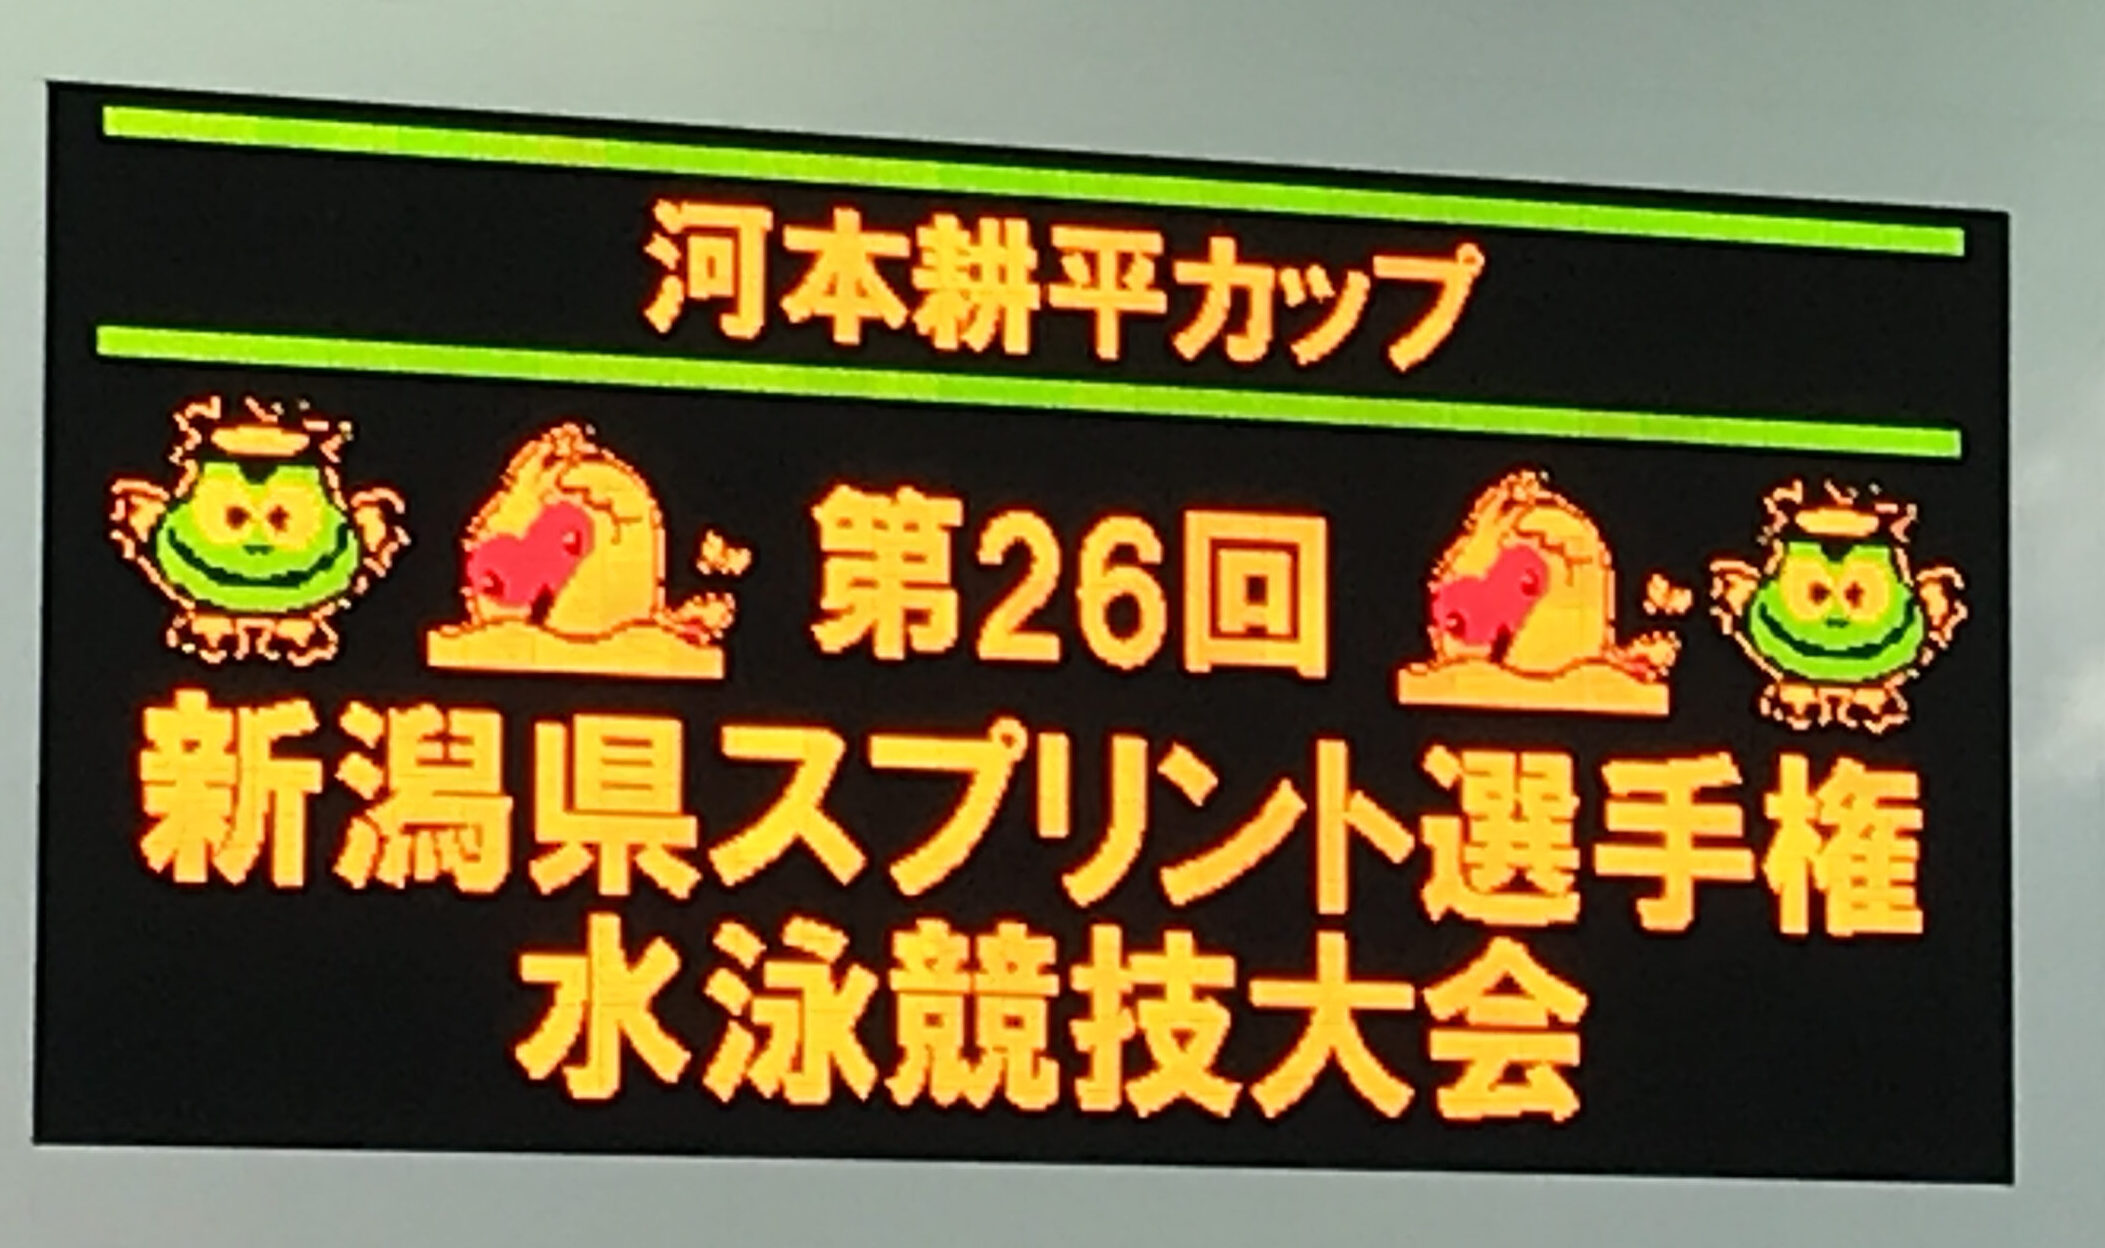 河本耕平カップ
第26回
新潟県スプリント選手権
水泳競技大会